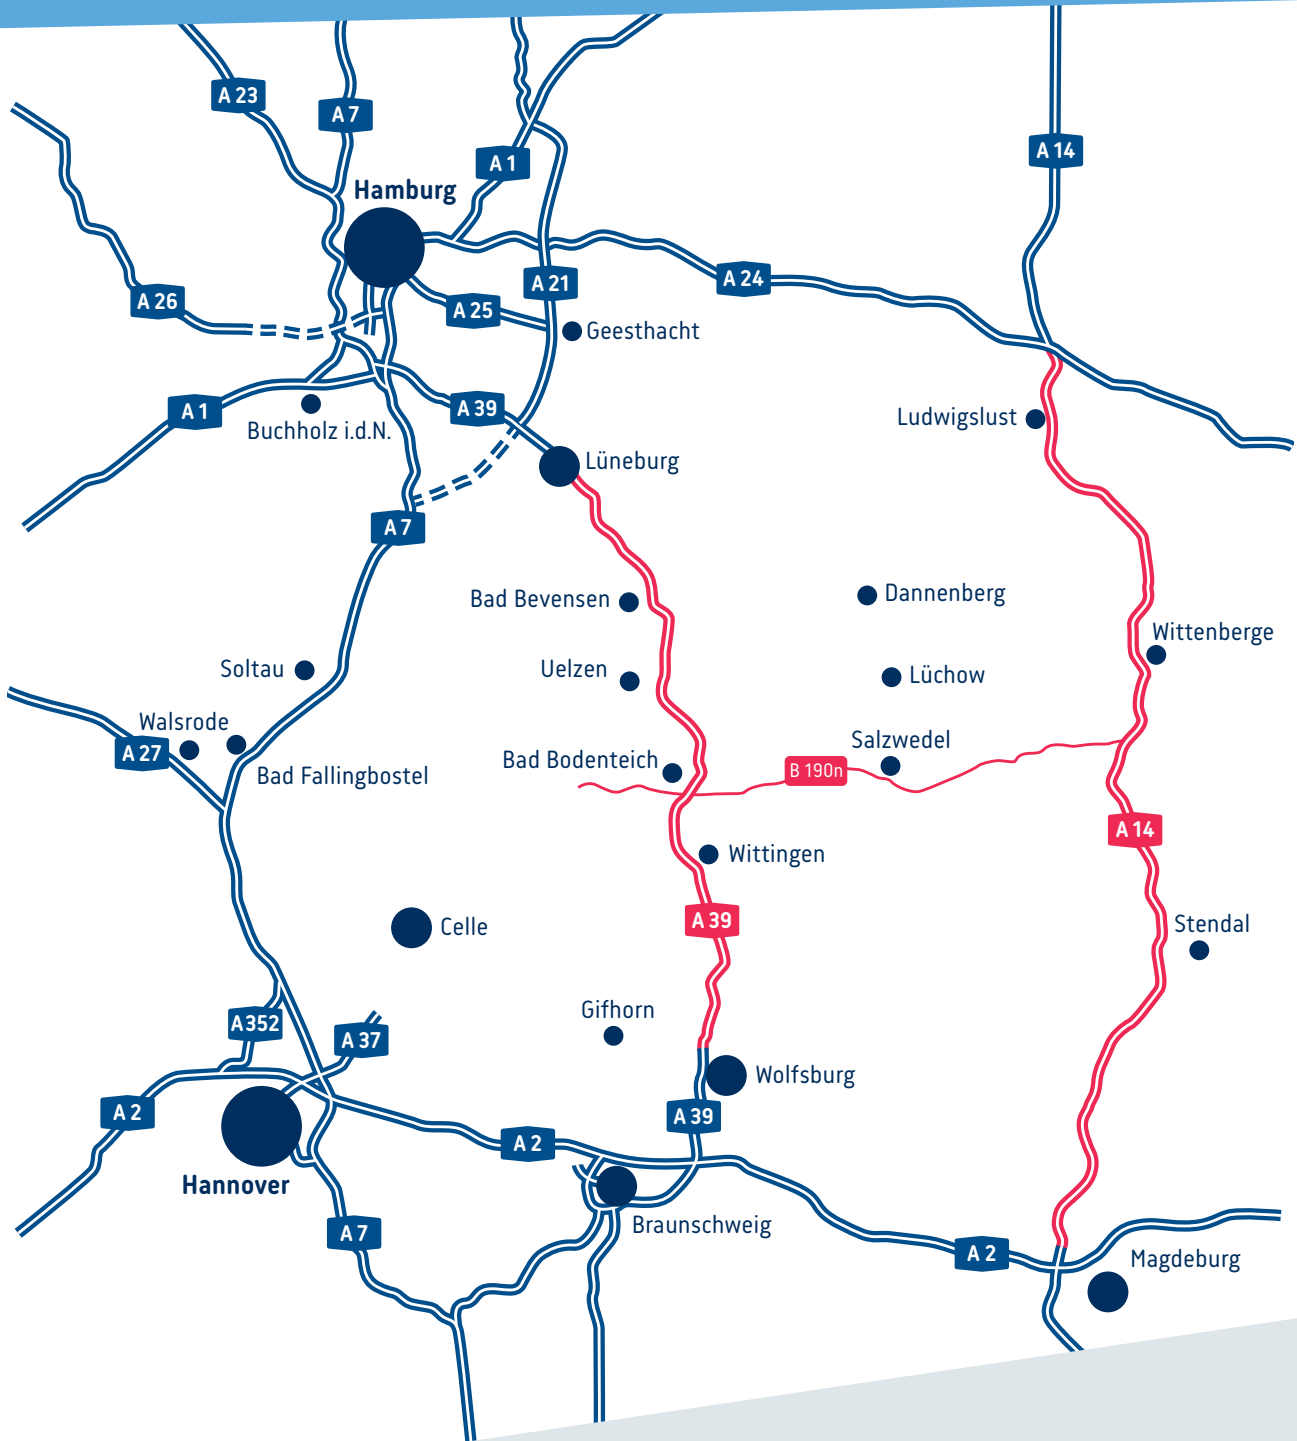 A 23
A 7
A 1
A 14
Hamburg
A 26
A 25
A 21
A 24
Geesthacht
A 1
A 39
Buchholz i.d.N.
Ludwigslust
Lüneburg
A 7
Bad Bevensen
Dannenberg
Wittenberge
Soltau
Uelzen
Lüchow
Walsrode
A 27
Bad Fallingbostel
Bad Bodenteich
B 190n
Salzwedel
A 14
Wittingen
A 39
Celle
Stendal
A352
A 37
Gifhorn
Wolfsburg
A 2
A 39
A 2
Hannover
A 7
Braunschweig
A 2
Magdeburg